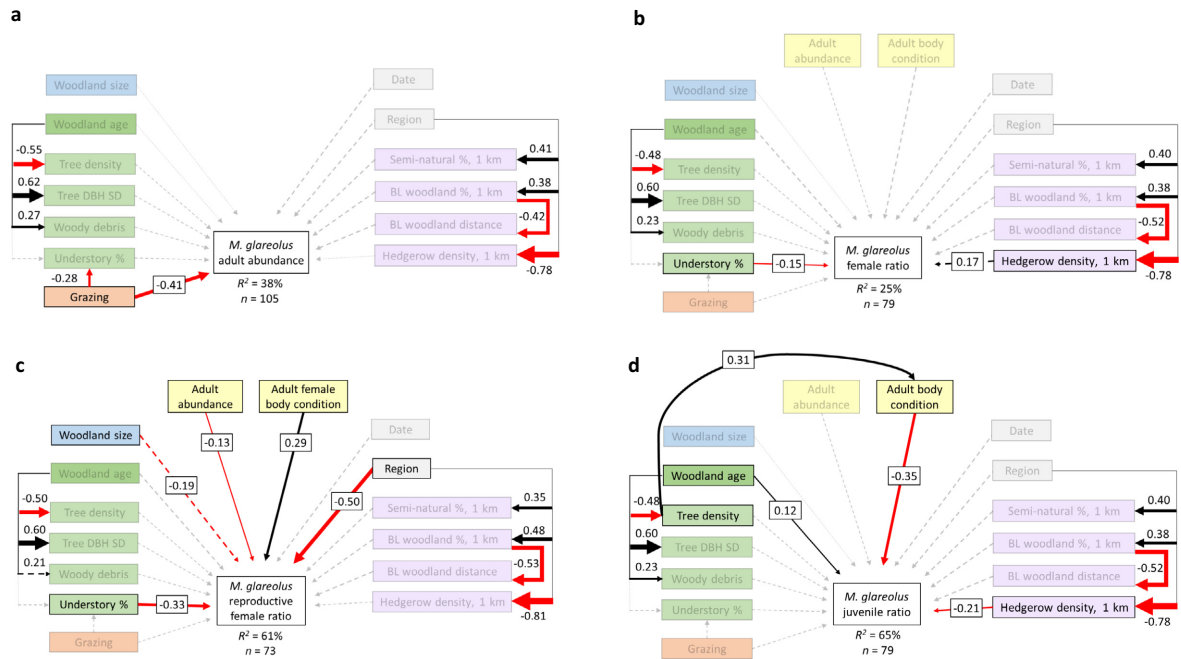 a
Woodland size
Woodland age
-0.55
Tree density
0.62
Tree DBH SD
0.27
Woody debris
Understory %
-0.28
Grazing
-0.41
Date
Region
Semi-natural %, 1 km
0.41
BL woodland %, 1 km
0.38
-0.42
BL woodland distance
Hedgerow density, 1 km
-0.78
M. glareolus
adult abundance
R² = 38%
n = 105
b
Adult
abundance
Adult body
condition
Woodland size
Woodland age
-0.48
Tree density
0.60
Tree DBH SD
0.23
Woody debris
Understory %
-0.15
Grazing
Date
Region
Semi-natural %, 1 km
0.40
BL woodland %, 1 km
0.38
-0.52
BL woodland distance
Hedgerow density, 1 km
0.17
-0.78
M. glareolus
female ratio
R² = 25%
n = 79
c
Adult
abundance
Adult female
body condition
-0.13
0.29
Woodland size
-0.19
Woodland age
-0.50
Tree density
0.60
Tree DBH SD
0.21
Woody debris
Understory %
-0.33
Grazing
Date
Region
-0.50
Semi-natural %, 1 km
0.35
BL woodland %, 1 km
0.48
-0.53
BL woodland distance
Hedgerow density, 1 km
-0.81
M. glareolus
reproductive
female ratio
R² = 61%
n = 73
d
0.31
Adult
abundance
Adult body
condition
-0.35
Woodland size
Woodland age
0.12
-0.48
Tree density
0.60
Tree DBH SD
0.23
Woody debris
Understory %
Grazing
Date
Region
Semi-natural %, 1 km
0.40
BL woodland %, 1 km
0.38
-0.52
BL woodland distance
Hedgerow density, 1 km
-0.21
-0.78
M. glareolus
juvenile ratio
R² = 65%
n = 79